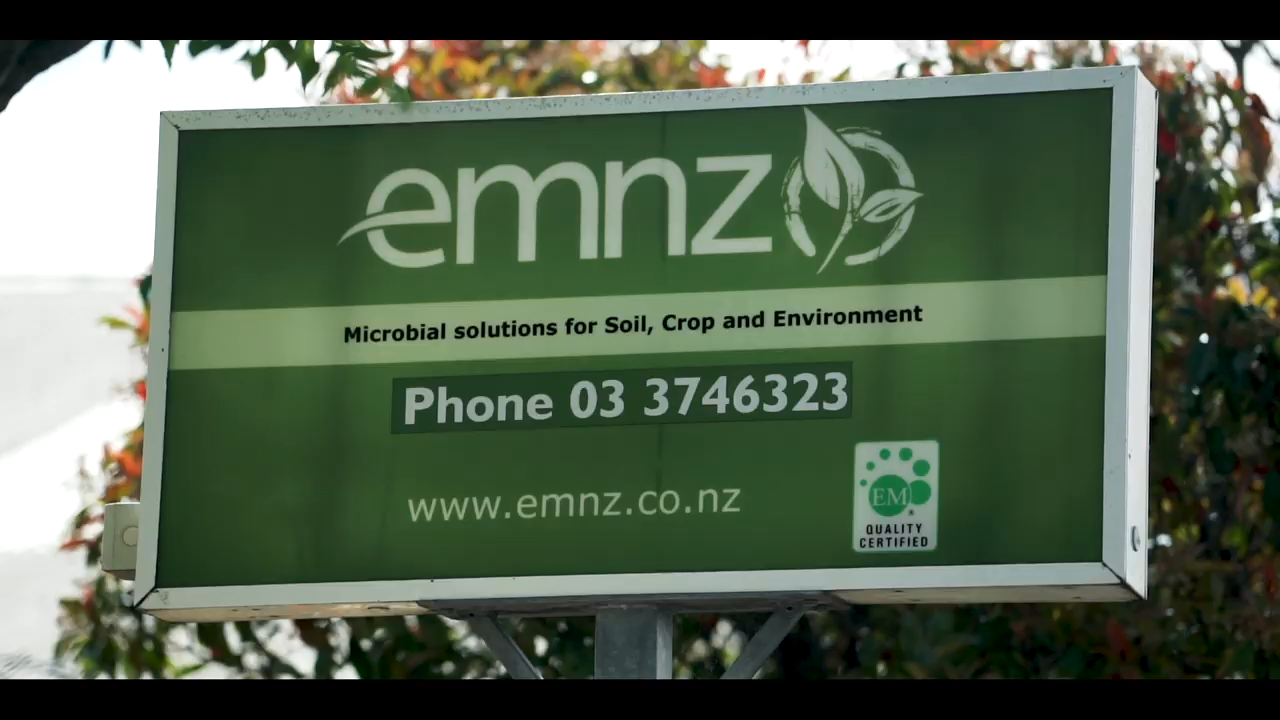 emnz
Microbial solutions for Soil, Crop and Environment
Phone 03 3746323
www.emnz.co.nz
EM®
QUALITY
CERTIFIED